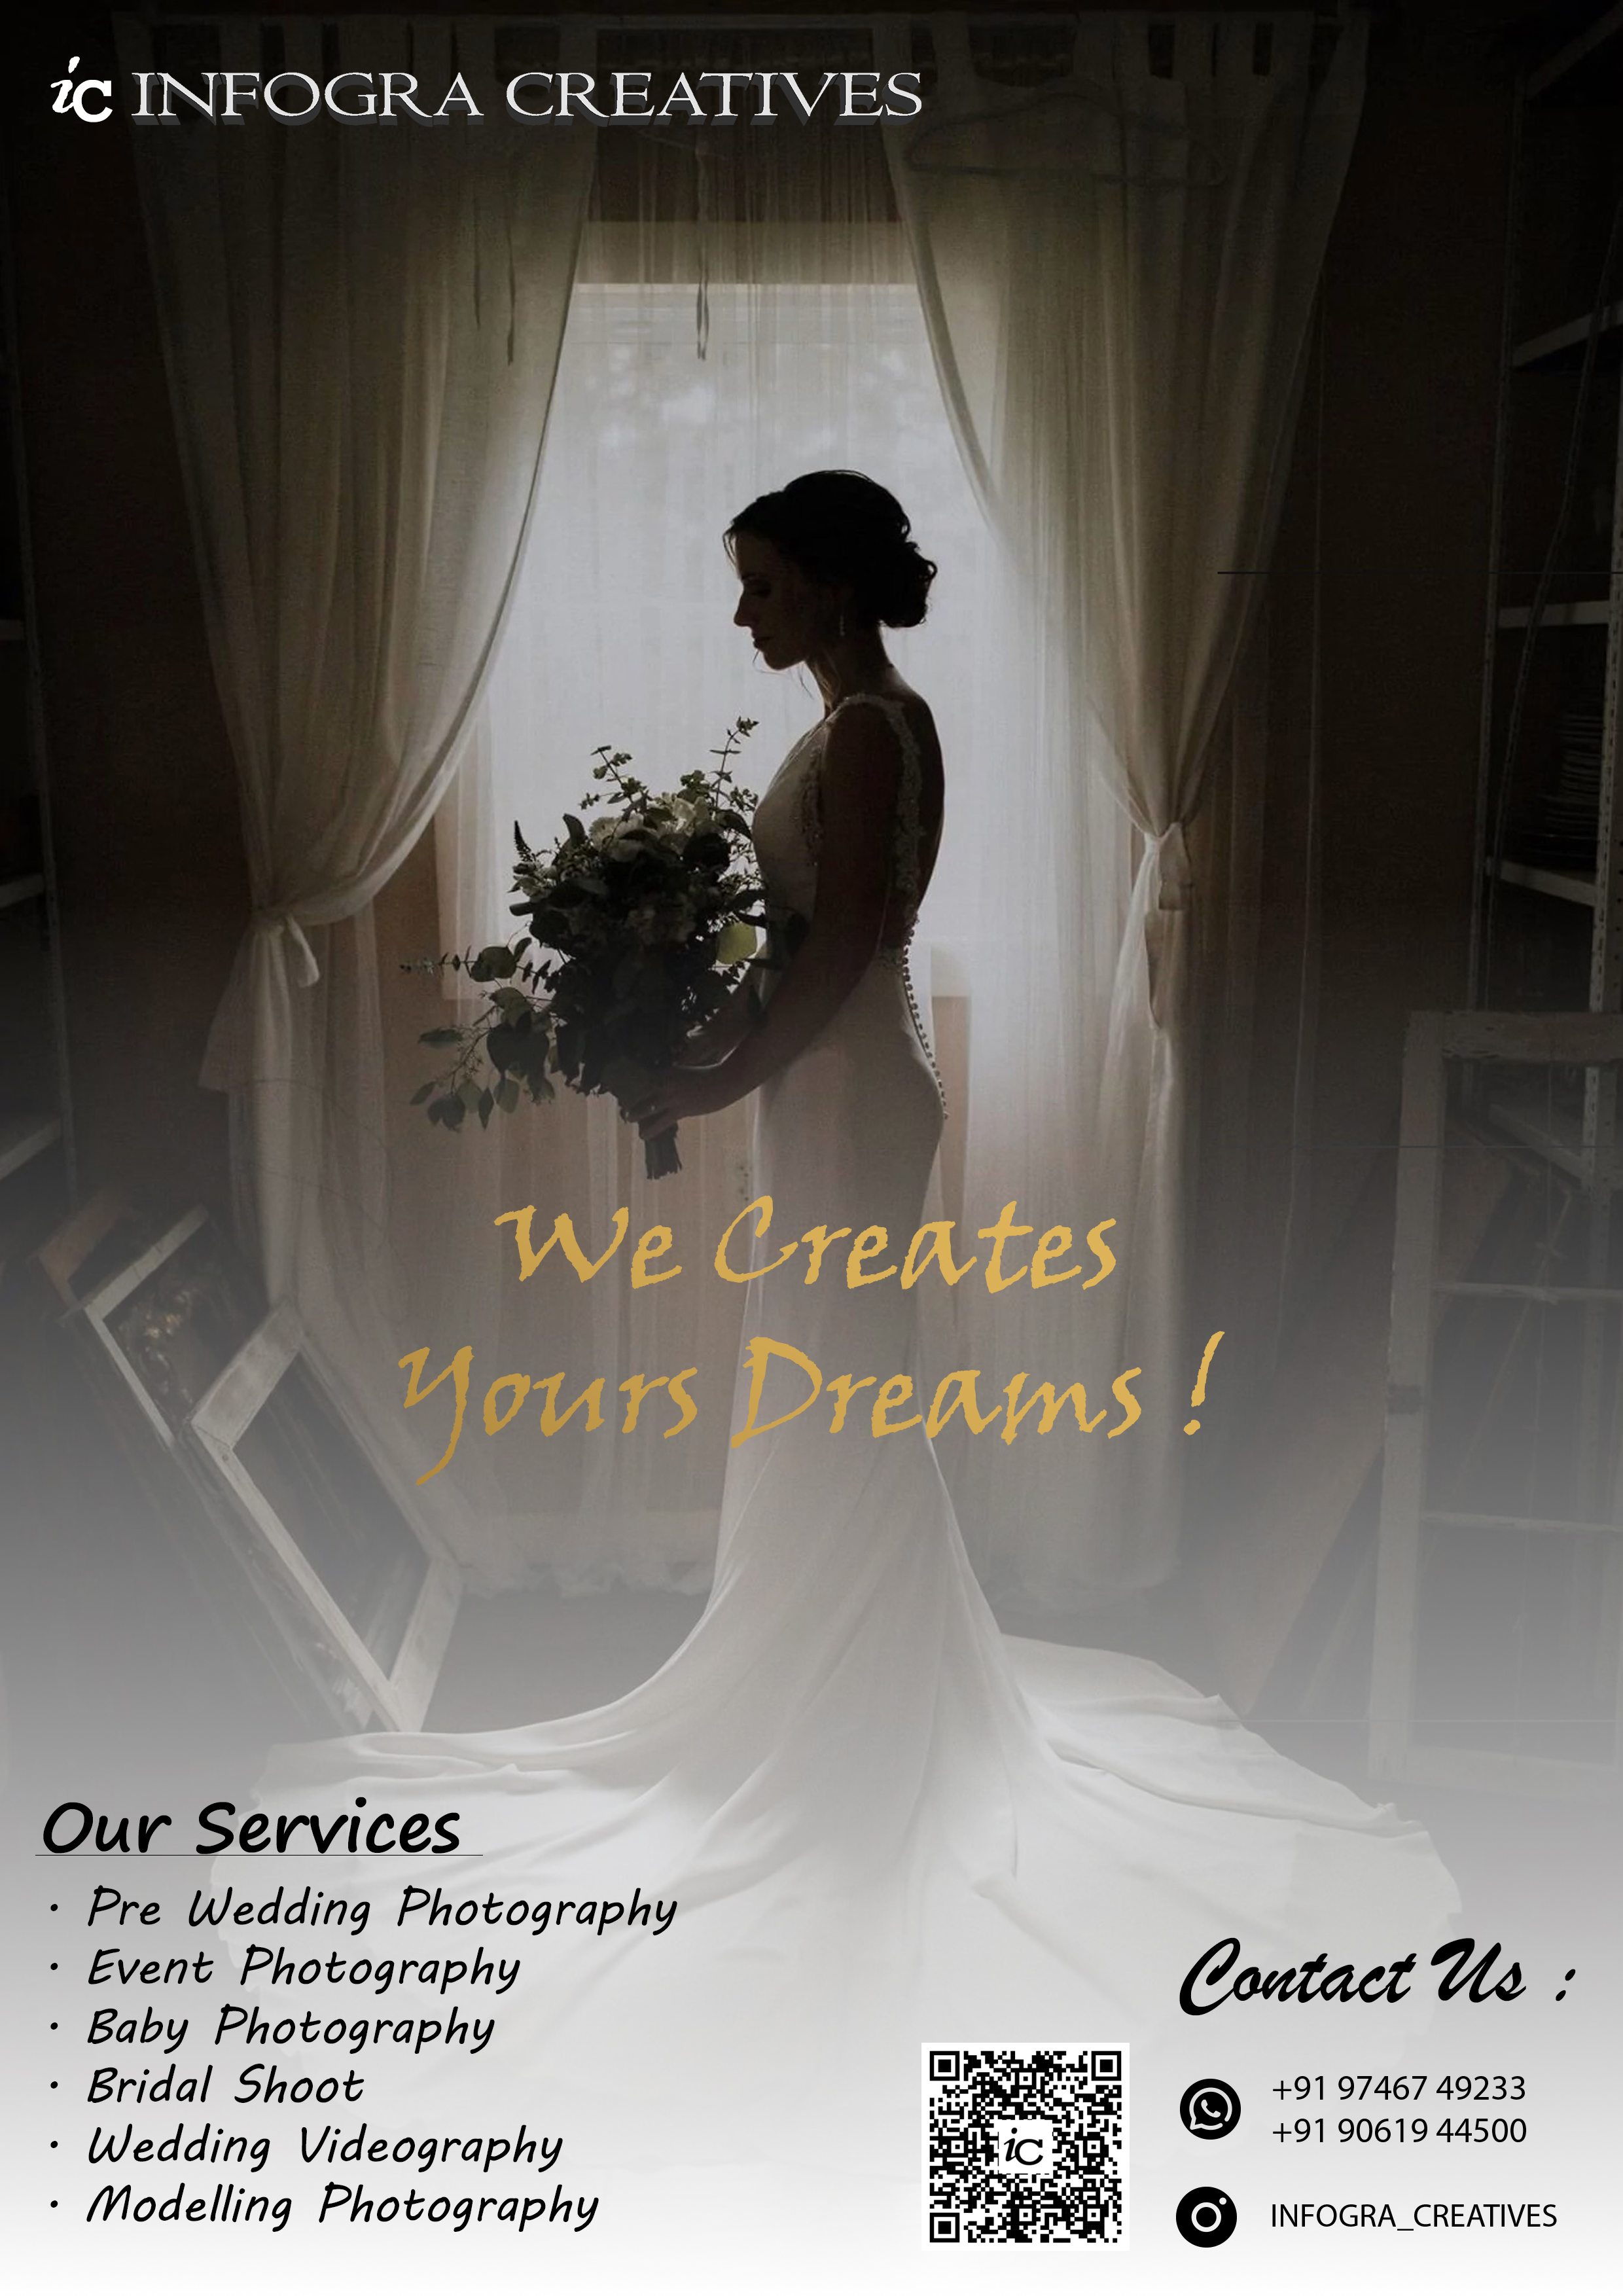 iC INFOGRA CREATIVES
We Creates
Yours Dreams !
Our Services
• Pre Wedding Photography
• Event Photography
• Baby Photography
• Bridal Shoot
• Wedding Videography
• Modelling Photography
Contact Us :
iC
+91 97467 49233
+91 90619 44500
INFOGRA_CREATIVES